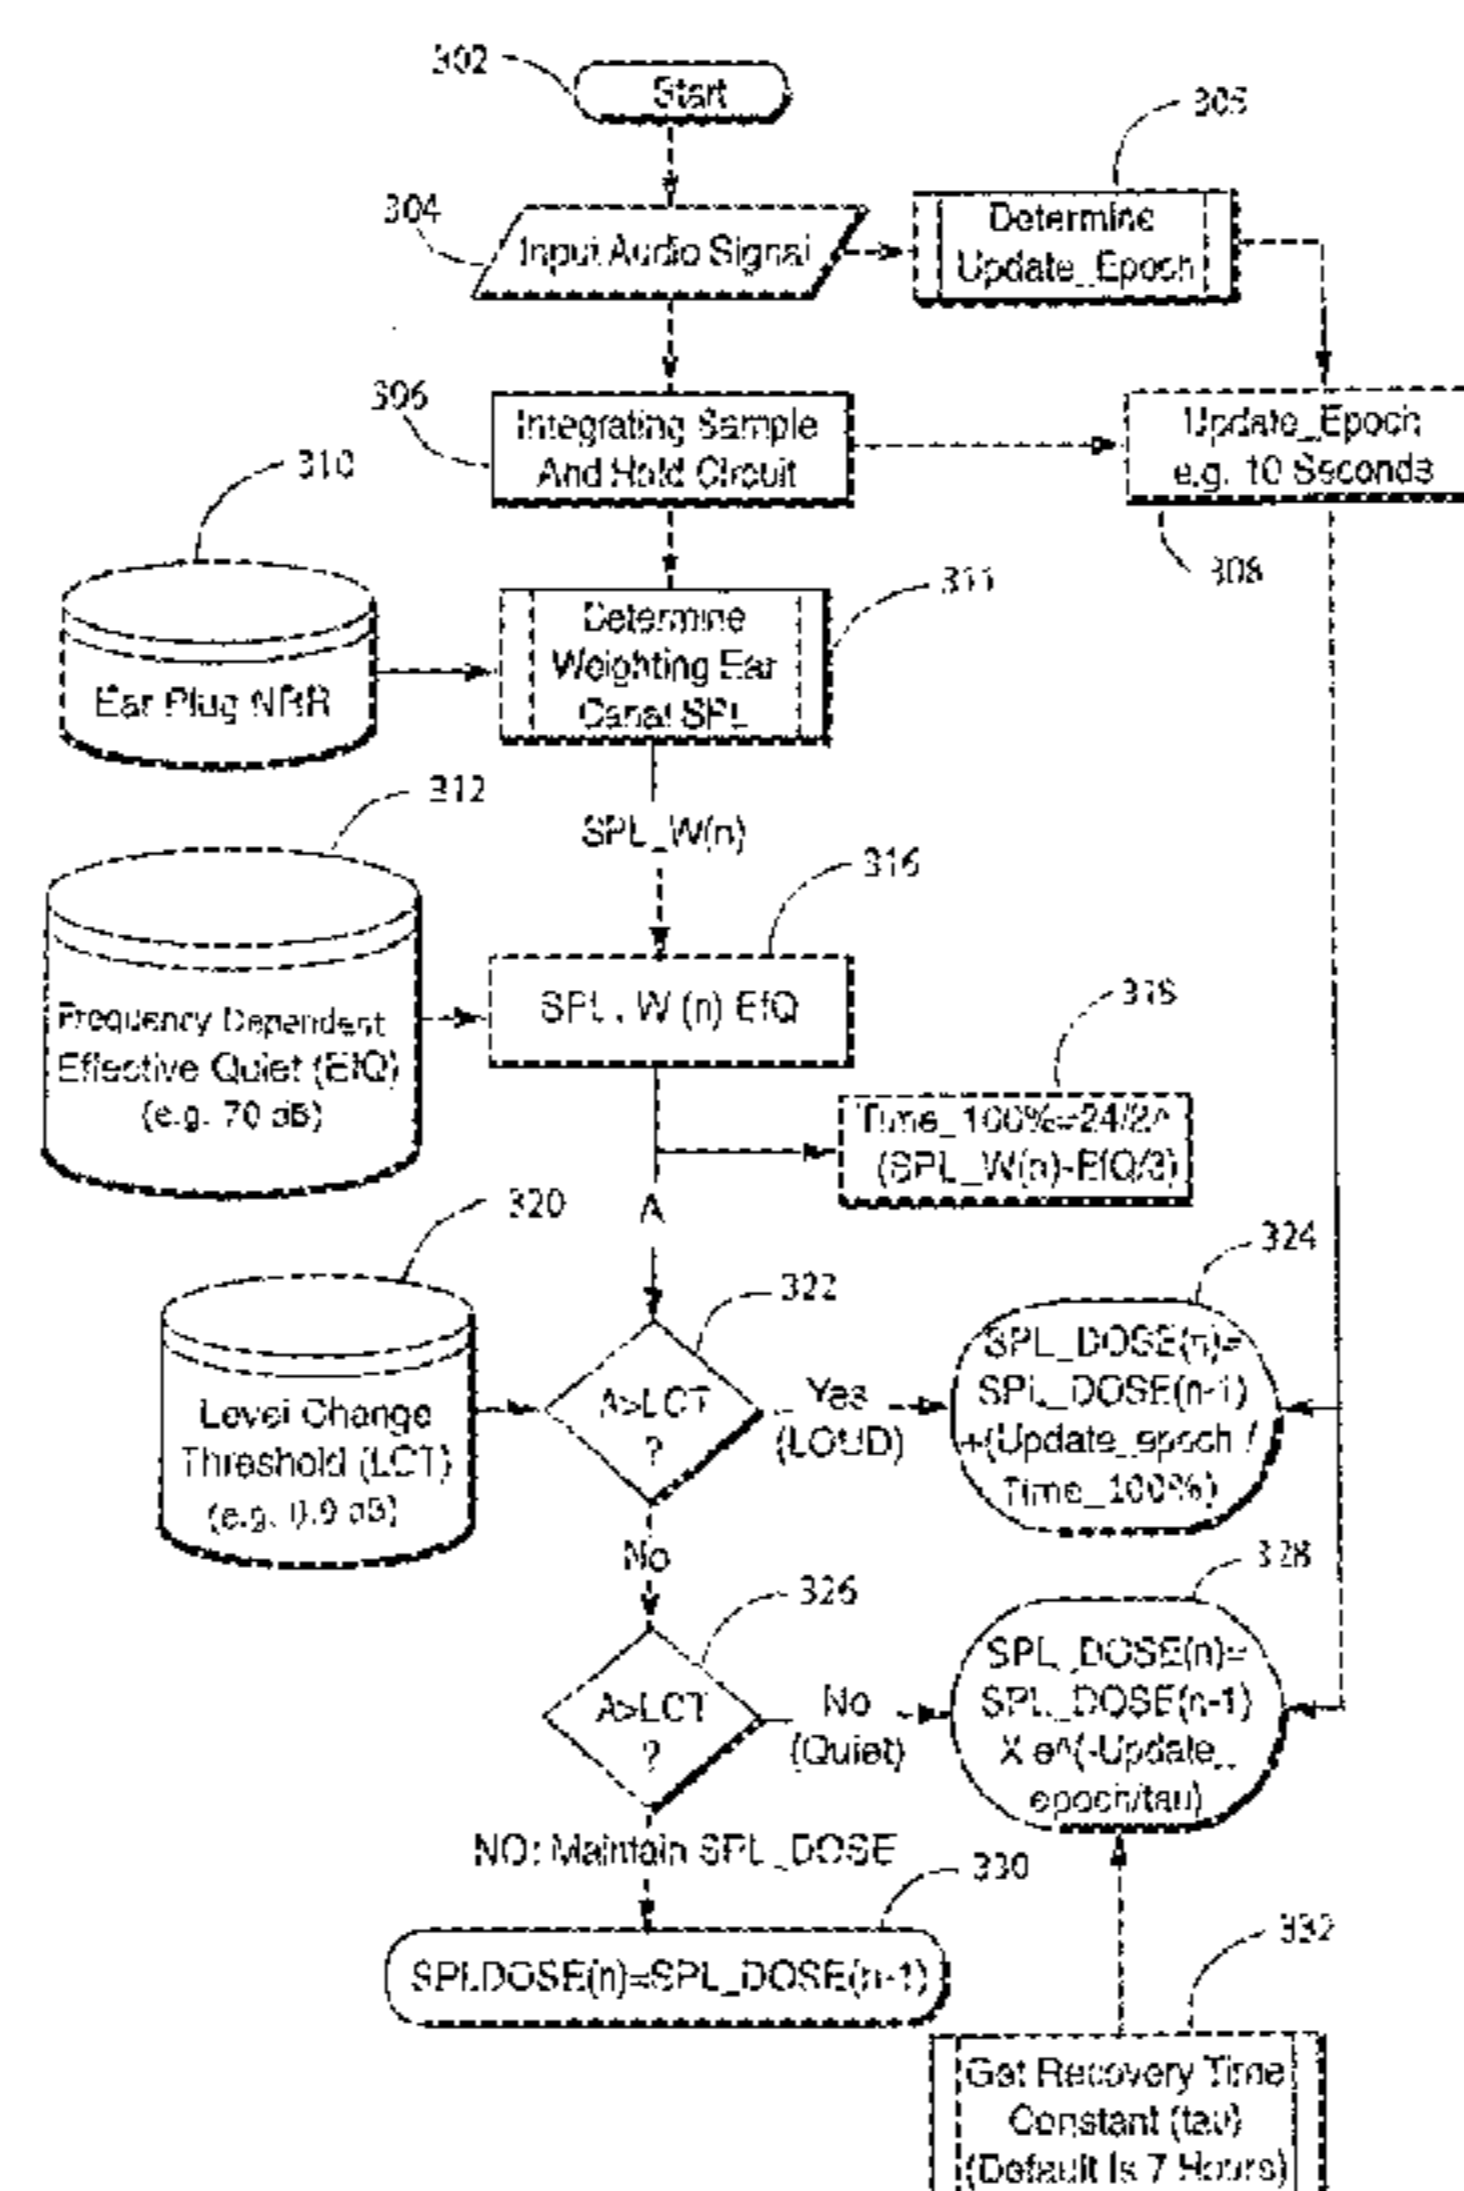 302
Start
305
304
Input Audio Signal
Determine
Update_Epoch
306
Integrating Sample
And Hold Circuit
Update_Epoch
e.g. 10 Seconds
308
310
Ear Plug NRR
311
Determine
Weighting Ear
Canal SPL
312
SPL_W(n)
316
Frequency Dependent
Effective Quiet (EfQ)
(e.g. 70 dB)
SPL_W (n) EfQ
318
Time_100%=24/2^
(SPL_W(n)-EfQ/3)
A
320
Level Change
Threshold (LCT)
(e.g. 0.9 dB)
322
A>LCT
?
Yes
(LOUD)
324
SPL_DOSE(n)=
SPL_DOSE(n-1)
+(Update_epoch /
Time_100%)
No
326
A>LCT
?
No
(Quiet)
328
SPL_DOSE(n)=
SPL_DOSE(n-1)
X e^(-Update_
epoch/tau)
NO: Maintain SPL_DOSE
330
SPLDOSE(n)=SPL_DOSE(n-1)
332
Get Recovery Time
Constant (tau)
(Default Is 7 Hours)